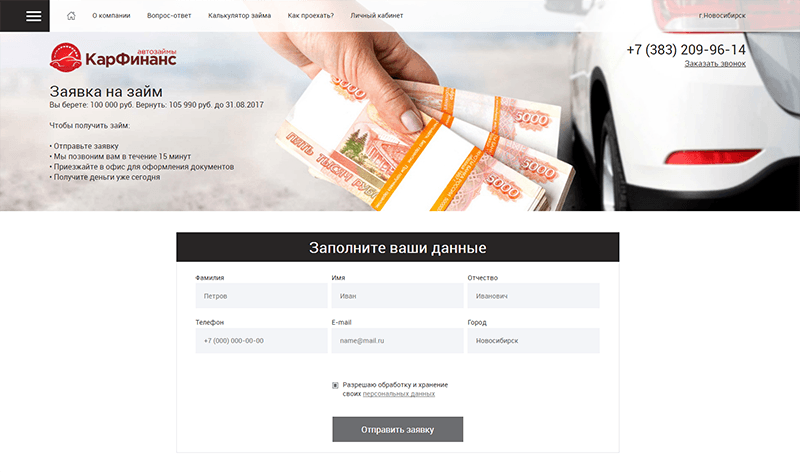 О компании Вопрос-ответ Калькулятор займа Как проехать? Личный кабинет г.Новосибирск
автозаймы
КарФинанс
+7 (383) 209-96-14
Заказать звонок
Заявка на займ
Вы берете: 100 000 руб. Вернуть: 105 990 руб. до 31.08.2017
Чтобы получить займ:
• Отправьте заявку
• Мы позвоним вам в течение 15 минут
• Приезжайте в офис для оформления документов
• Получите деньги уже сегодня
5000
5000
5000
ПЯТЬ ТЫСЯЧ РУБ
Заполните ваши данные
Фамилия Имя Отчество
Петров Иван Иванович
Телефон E-mail Город
+7 (000) 000-00-00 name@mail.ru Новосибирск
Разрешаю обработку и хранение
своих персональных данных
Отправить заявку